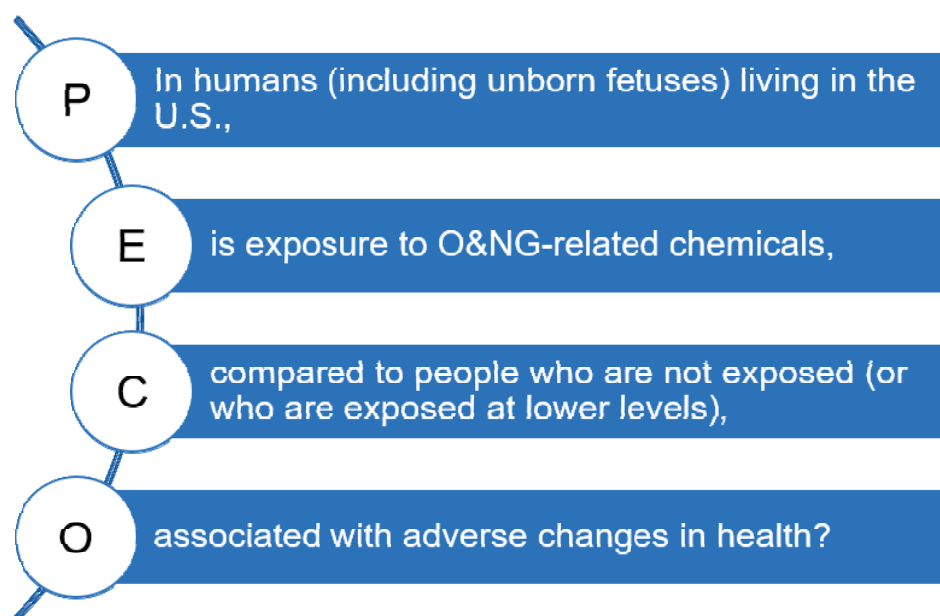 P
In humans (including unborn fetuses) living in the
U.S.,
E
is exposure to O&NG-related chemicals,
C
compared to people who are not exposed (or
who are exposed at lower levels),
O
associated with adverse changes in health?